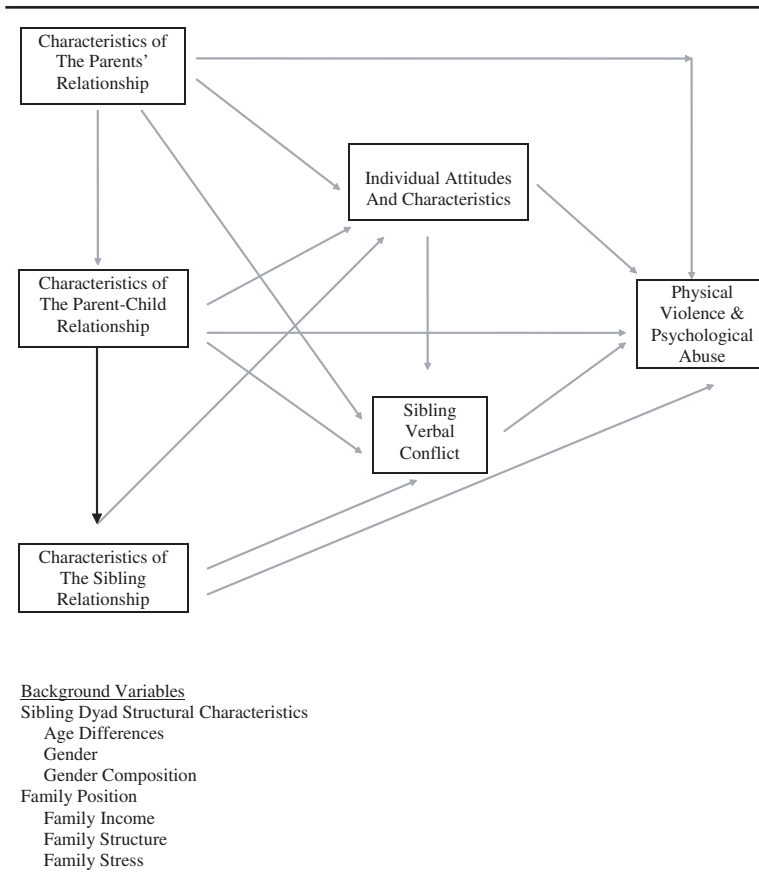 Characteristics of
The Parents'
Relationship
Individual Attitudes
And Characteristics
Characteristics of
The Parent-Child
Relationship
Physical
Violence &
Psychological
Abuse
Sibling
Verbal
Conflict
Characteristics of
The Sibling
Relationship
Background Variables
Sibling Dyad Structural Characteristics
Age Differences
Gender
Gender Composition
Family Position
Family Income
Family Structure
Family Stress